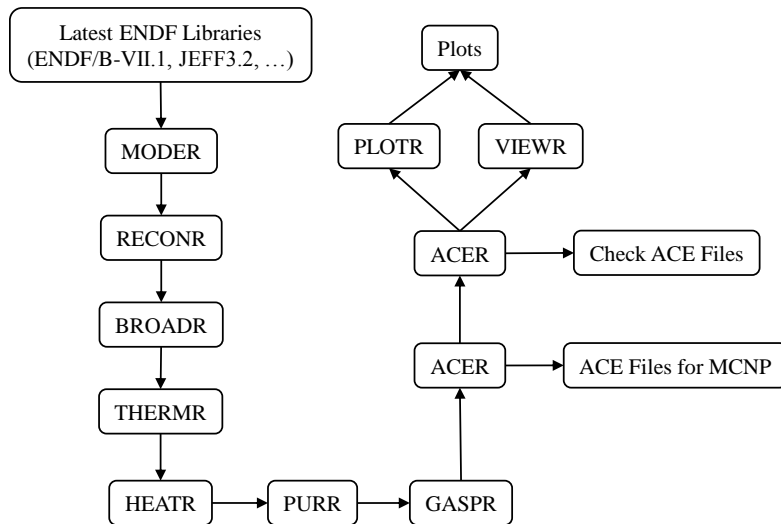 Latest ENDF Libraries
(ENDF/B-VII.1, JEFF3.2, …)
MODER
RECONR
BROADR
THERMR
HEATR
PURR
GASPR
ACER
ACE Files for MCNP
ACER
Check ACE Files
PLOTR
VIEWR
Plots